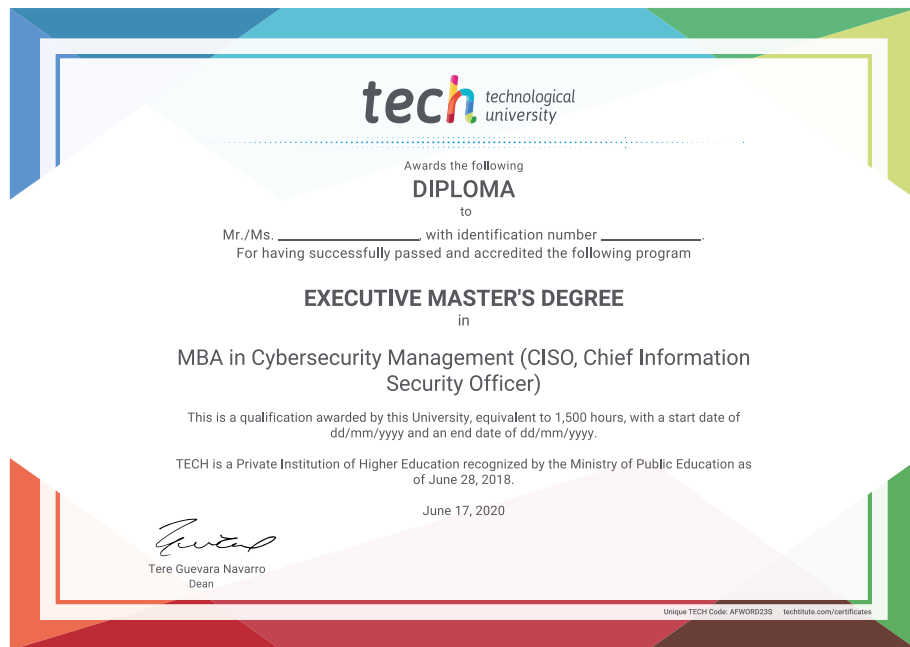 tech technological
university
Awards the following
DIPLOMA
to
Mr./Ms. ____________________, with identification number ______________.
For having successfully passed and accredited the following program
EXECUTIVE MASTER'S DEGREE
in
MBA in Cybersecurity Management (CISO, Chief Information
Security Officer)
This is a qualification awarded by this University, equivalent to 1,500 hours, with a start date of
dd/mm/yyyy and an end date of dd/mm/yyyy.
TECH is a Private Institution of Higher Education recognized by the Ministry of Public Education as
of June 28, 2018.
June 17, 2020
Tere Guevara Navarro
Dean
Unique TECH Code: AFWORD23S techtitute.com/certificates